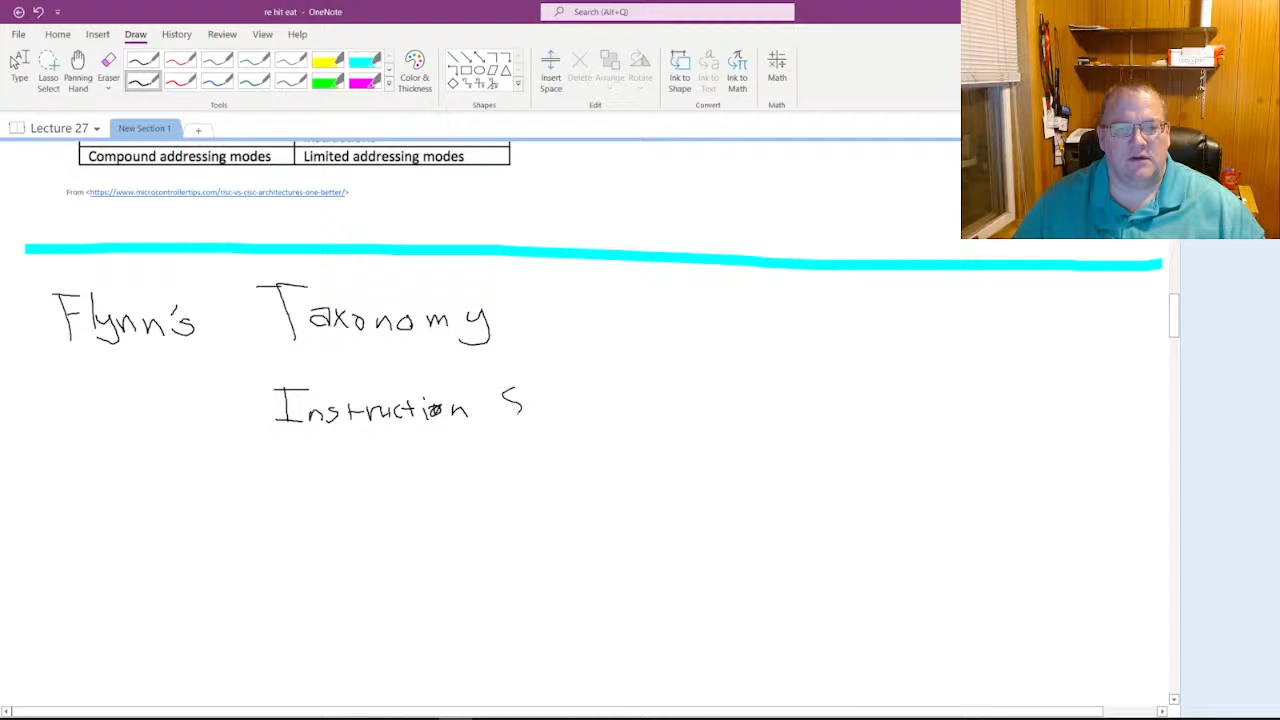 re hit eat - OneNote
Search (Alt+Q)
File Home Insert Draw History Review View Help
Type Lasso Select Panning Hand Eraser Color & Thickness Insert Space Delete Arrange Rotate Ink to Shape Ink to Text Ink to Math Math
Tools Shapes Edit Convert Math
Lecture 27 New Section 1 +
Compound addressing modes Limited addressing modes
From <https://www.microcontrollertips.com/risc-vs-cisc-architectures-one-better/>
Flynn's Taxonomy
Instruction S